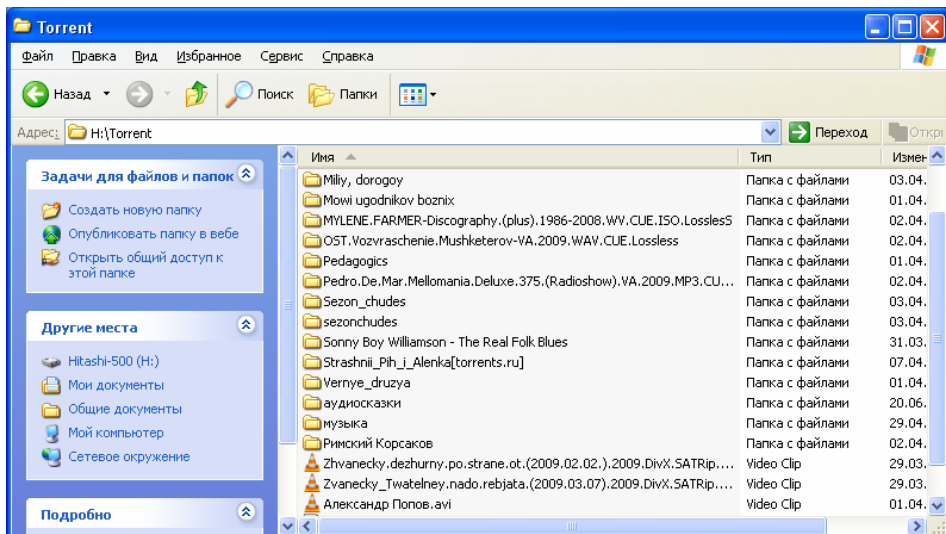 Torrent
Файл Правка Вид Избранное Сервис Справка
Назад Поиск Папки
Адрес: H:\Torrent Переход Откр
Задачи для файлов и папок
Создать новую папку
Опубликовать папку в вебе
Открыть общий доступ к
этой папке
Другие места
Hitashi-500 (H:)
Мои документы
Общие документы
Мой компьютер
Сетевое окружение
Подробно
Имя Тип Измен
Miliy, dorogoy Папка с файлами 03.04.
Mowi ugodnikov boznix Папка с файлами 01.04.
MYLENE.FARMER-Discography.(plus).1986-2008.WV.CUE.ISO.LosslesS Папка с файлами 02.04.
OST.Vozvraschenie.Mushketerov-VA.2009.WAV.CUE.Lossless Папка с файлами 02.04.
Pedagogics Папка с файлами 01.04.
Pedro.De.Mar.Mellomania.Deluxe.375.(Radioshow).VA.2009.MP3.CU... Папка с файлами 02.04.
Sezon_chudes Папка с файлами 03.04.
sezonchudes Папка с файлами 03.04.
Sonny Boy Williamson - The Real Folk Blues Папка с файлами 31.03.
Strashnii_Pih_i_Alenka[torrents.ru] Папка с файлами 07.04.
Vernye_druzya Папка с файлами 01.04.
аудиосказки Папка с файлами 20.06.
музыка Папка с файлами 29.04.
Римский Корсаков Папка с файлами 02.04.
Zhvanecky.dezhurny.po.strane.ot.(2009.02.02.).2009.DivX.SATRip.... Video Clip 29.03.
Zvanecky_Twatelney.nado.rebjata.(2009.03.07).2009.DivX.SATRip.... Video Clip 29.03.
Александр Попов.avi Video Clip 01.04.